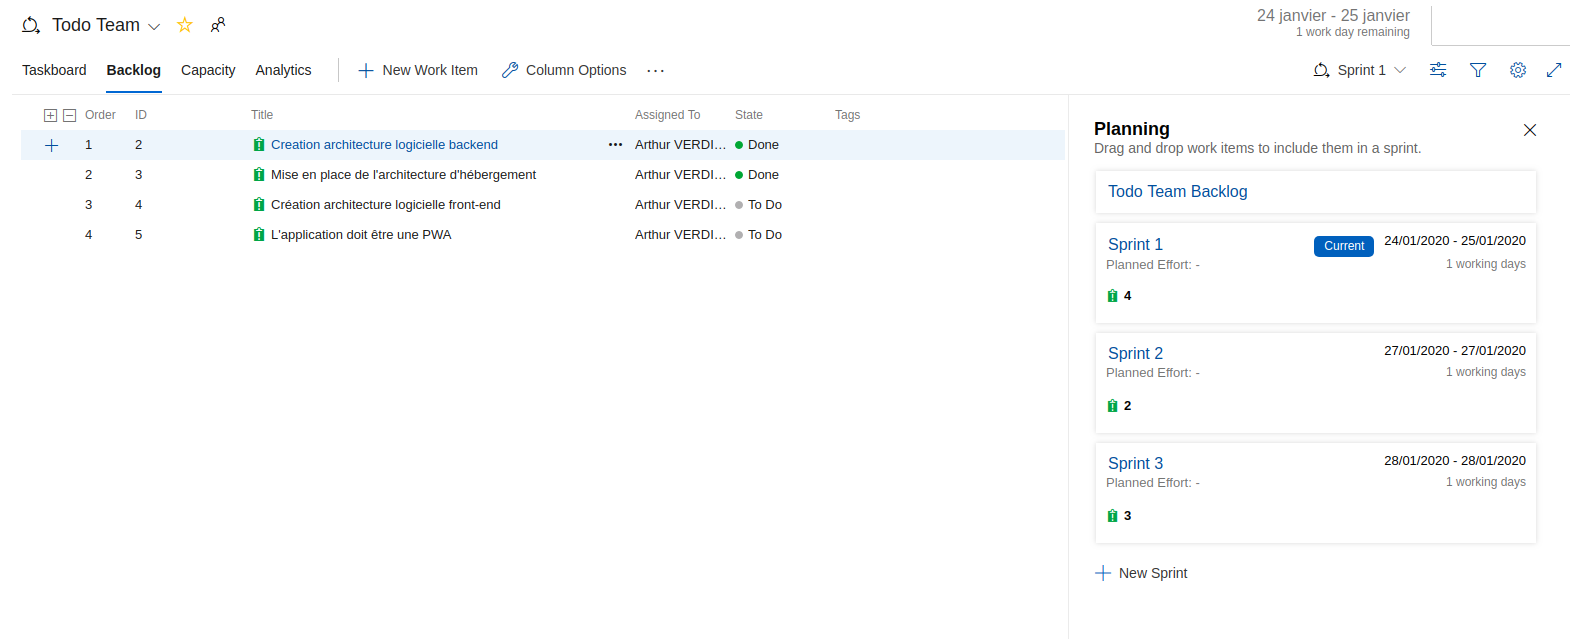 Todo Team
24 janvier - 25 janvier
1 work day remaining
Taskboard Backlog Capacity Analytics New Work Item Column Options ... Sprint 1
Order ID Title Assigned To State Tags
1 2 Creation architecture logicielle backend ... Arthur VERDI... Done
2 3 Mise en place de l'architecture d'hébergement Arthur VERDI... Done
3 4 Création architecture logicielle front-end Arthur VERDI... To Do
4 5 L'application doit être une PWA Arthur VERDI... To Do
Planning
Drag and drop work items to include them in a sprint.
Todo Team Backlog
Sprint 1 Current 24/01/2020 - 25/01/2020
Planned Effort: - 1 working days
4
Sprint 2 27/01/2020 - 27/01/2020
Planned Effort: - 1 working days
2
Sprint 3 28/01/2020 - 28/01/2020
Planned Effort: - 1 working days
3
New Sprint